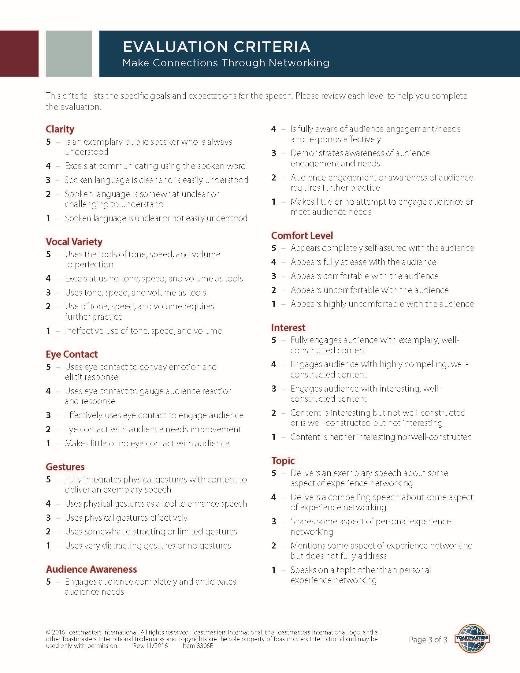 EVALUATION CRITERIA
Make Connections Through Networking
This criteria lists the specific goals and expectations for the speech. Please review each level to help you complete
the evaluation.
Clarity
5 – Is an exemplary public speaker who is always
understood
4 – Excels at communicating using the spoken word
3 – Spoken language is clear and is easily understood
2 – Spoken language is somewhat unclear or
challenging to understand
1 – Spoken language is unclear or not easily understood
Vocal Variety
5 – Uses the tools of tone, speed, and volume
to perfection
4 – Excels at using tone, speed, and volume as tools
3 – Uses tone, speed, and volume as tools
2 – Use of tone, speed, and volume requires
further practice
1 – Ineffective use of tone, speed, and volume
Eye Contact
5 – Uses eye contact to convey emotion and
elicit response
4 – Uses eye contact to gauge audience reaction
and response
3 – Effectively uses eye contact to engage audience
2 – Eye contact with audience needs improvement
1 – Makes little or no eye contact with audience
Gestures
5 – Fully integrates physical gestures with content to
deliver an exemplary speech
4 – Uses physical gestures as a tool to enhance speech
3 – Uses physical gestures effectively
2 – Uses somewhat distracting or limited gestures
1 – Uses very distracting gestures or no gestures
Audience Awareness
5 – Engages audience completely and anticipates
audience needs
4 – Is fully aware of audience engagement/needs
and responds effectively
3 – Demonstrates awareness of audience
engagement and needs
2 – Audience engagement or awareness of audience
requires further practice
1 – Makes little or no attempt to engage audience or
meet audience needs
Comfort Level
5 – Appears completely self-assured with the audience
4 – Appears fully at ease with the audience
3 – Appears comfortable with the audience
2 – Appears uncomfortable with the audience
1 – Appears highly uncomfortable with the audience
Interest
5 – Fully engages audience with exemplary, well-
constructed content
4 – Engages audience with highly compelling, well-
constructed content
3 – Engages audience with interesting, well-
constructed content
2 – Content is interesting but not well-constructed
or is well-constructed but not interesting
1 – Content is neither interesting nor well-constructed
Topic
5 – Delivers an exemplary speech about some
aspect of experience networking
4 – Delivers a compelling speech about some aspect
of experience networking
3 – Shares some aspect of personal experience
networking
2 – Mentions some aspect of experience networking
but does not fully address
1 – Speaks on a topic other than personal
experience networking
© 2016 Toastmasters International. All rights reserved. Toastmasters International, the Toastmasters International logo and all
other Toastmasters International trademarks and copyrights are the sole property of Toastmasters International and may be
used only with permission. Rev. 11/2016 Item 8306E
Page 3 of 3
TOASTMASTERS